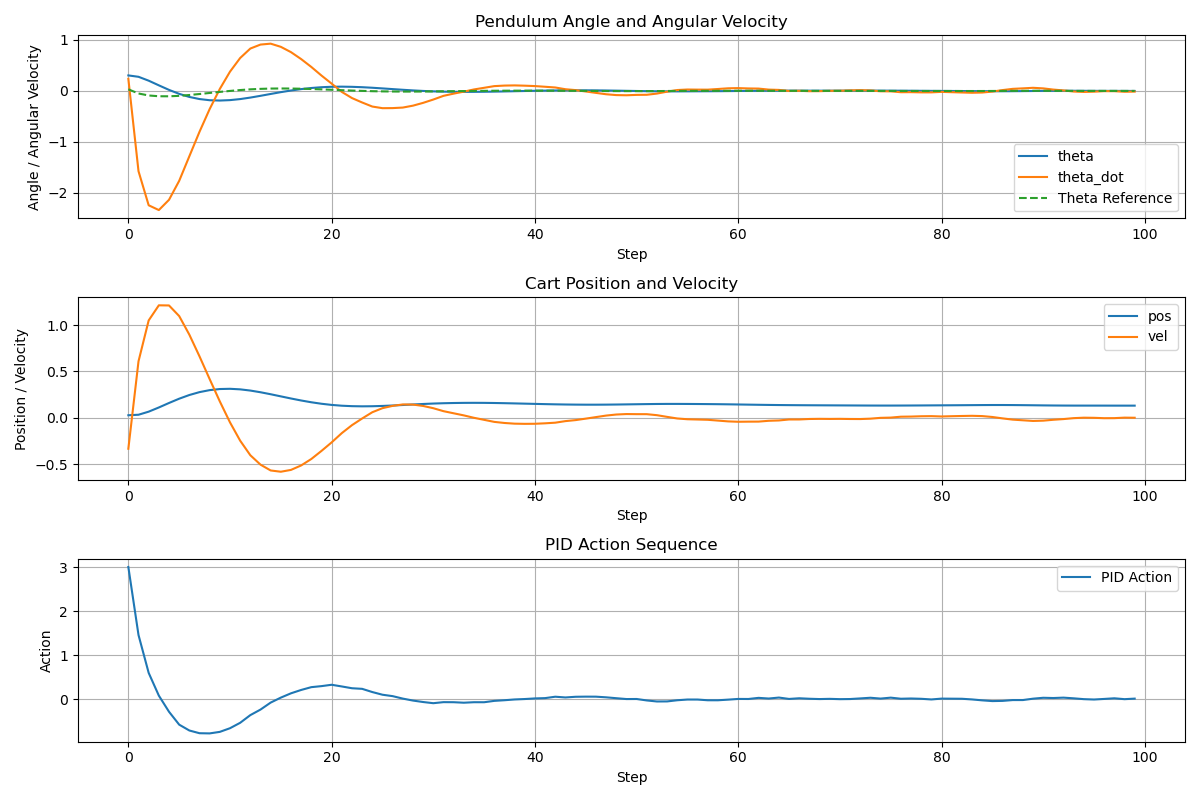 Pendulum Angle and Angular Velocity
Angle / Angular Velocity
1
0
−1
−2
theta
theta_dot
Theta Reference
0 20 40 60 80 100
Step
Cart Position and Velocity
Position / Velocity
1.0
0.5
0.0
−0.5
pos
vel
0 20 40 60 80 100
Step
PID Action Sequence
Action
3
2
1
0
PID Action
0 20 40 60 80 100
Step